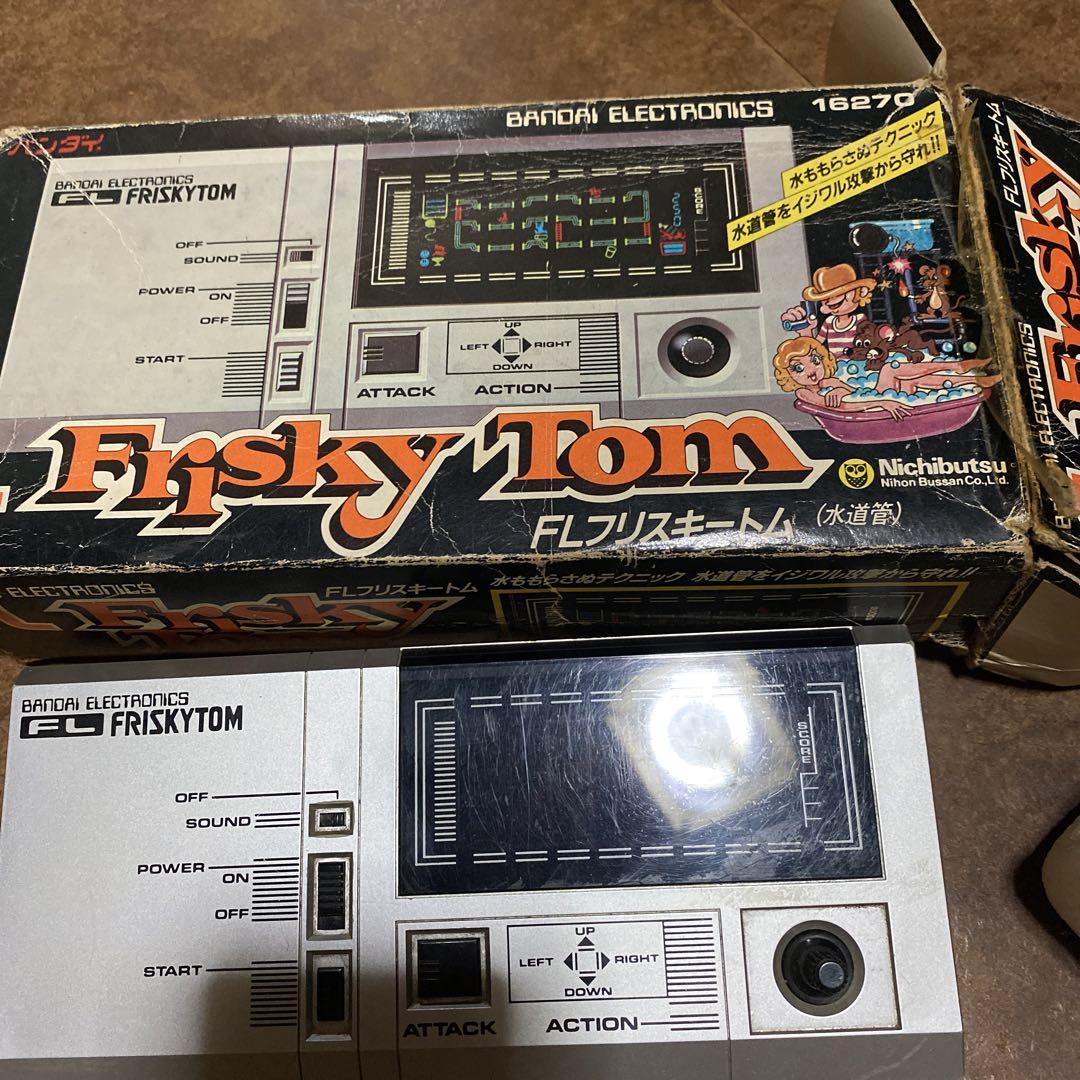 バンダイ
BANDAI ELECTRONICS
16270
水ももらさぬテクニック
水道管をイジワル攻撃から守れ!!
BANDAI ELECTRONICS
FL FRISKYTOM
OFF
SOUND
POWER
ON
OFF
START
SCORE
ATTACK
UP
LEFT
RIGHT
DOWN
ACTION
Frisky Tom
Nichibutsu
Nihon Bussan Co.,Ltd.
FLフリスキートム
(水道管)
ELECTRONICS
Frisky
FLフリスキートム
水ももらさぬテクニック 水道管をイジワル攻撃から守れ!!
FLフリスキートム
Frisky
ELECTRONICS
BANDAI ELECTRONICS
FL FRISKYTOM
OFF
SOUND
POWER
ON
OFF
START
SCORE
ATTACK
UP
LEFT
RIGHT
DOWN
ACTION